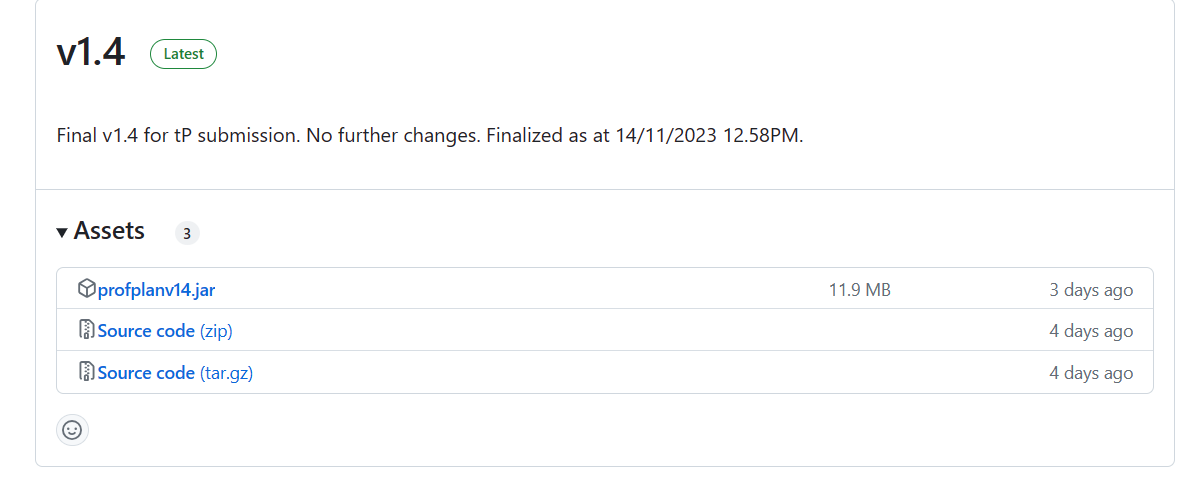 v1.4 Latest
Final v1.4 for tP submission. No further changes. Finalized as at 14/11/2023 12.58PM.
Assets 3
profplanv14.jar 11.9 MB 3 days ago
Source code (zip) 4 days ago
Source code (tar.gz) 4 days ago